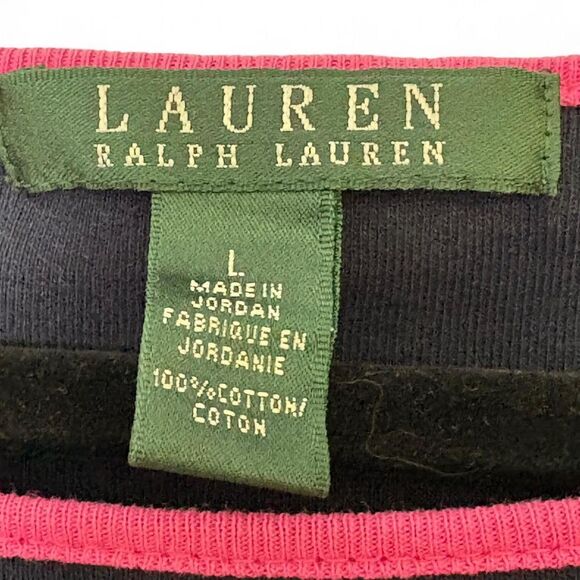 LAUREN
RALPH LAUREN
L
MADE IN
JORDAN
FABRIQUE EN
JORDANIE
100%COTTON/
COTON